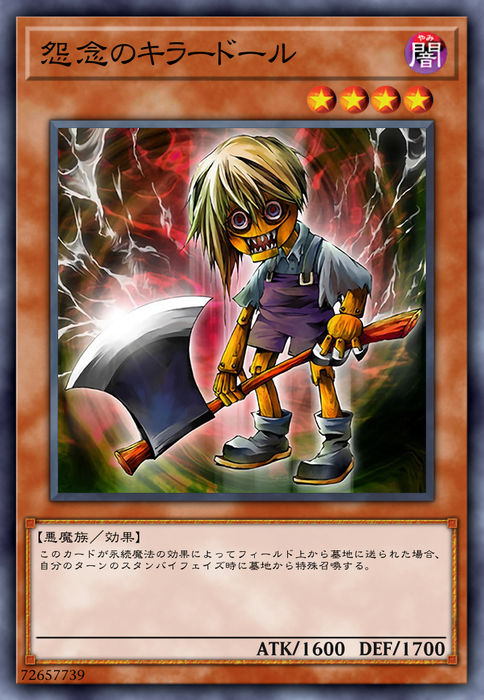 怨念のキラードール
やみ
闇
【悪魔族／効果】
このカードが永続魔法の効果によってフィールド上から墓地に送られた場合、
自分のターンのスタンバイフェイズ時に墓地から特殊召喚する。
ATK/1600 DEF/1700
72657739